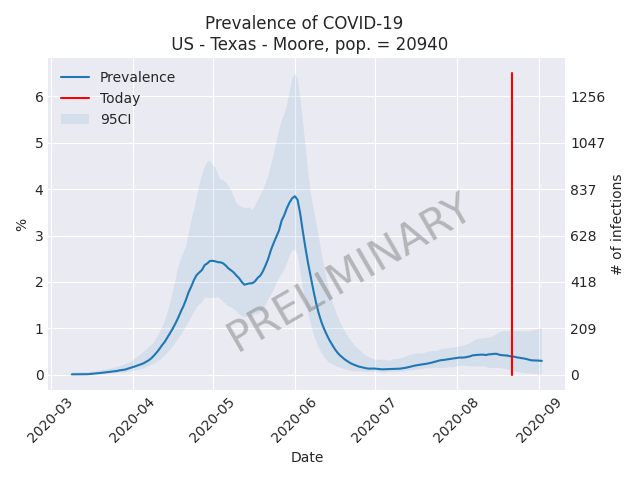 Prevalence of COVID-19
US - Texas - Moore, pop. = 20940
Prevalence
Today
95CI
PRELIMINARY
%
6
5
4
3
2
1
0
1256
1047
837
628
418
209
0
# of infections
2020-03
2020-04
2020-05
2020-06
2020-07
2020-08
2020-09
Date